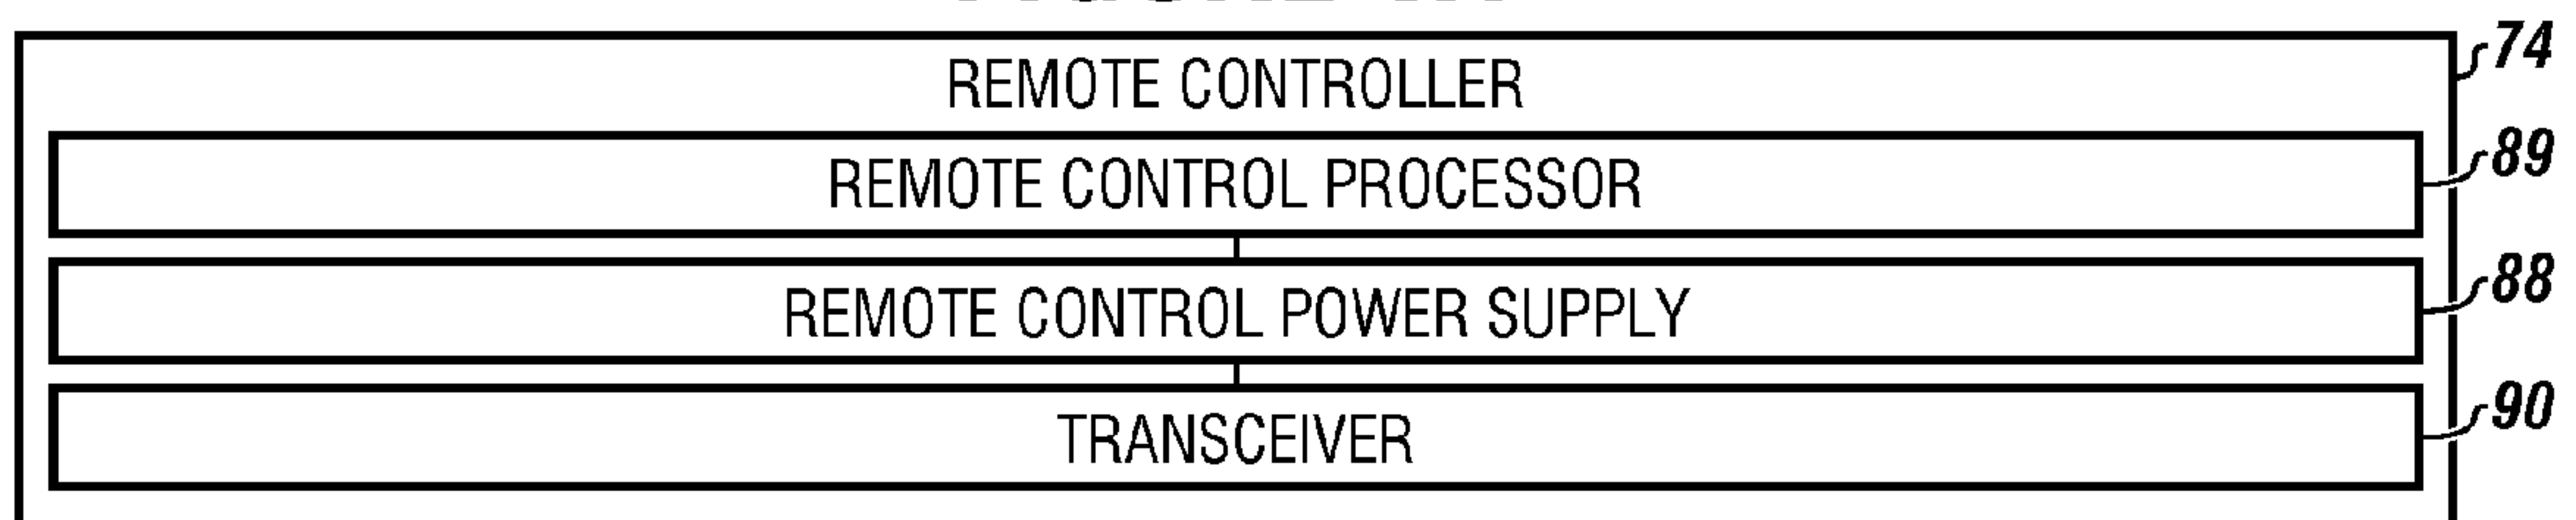 REMOTE CONTROLLER 74
REMOTE CONTROL PROCESSOR 89
REMOTE CONTROL POWER SUPPLY 88
TRANSCEIVER 90